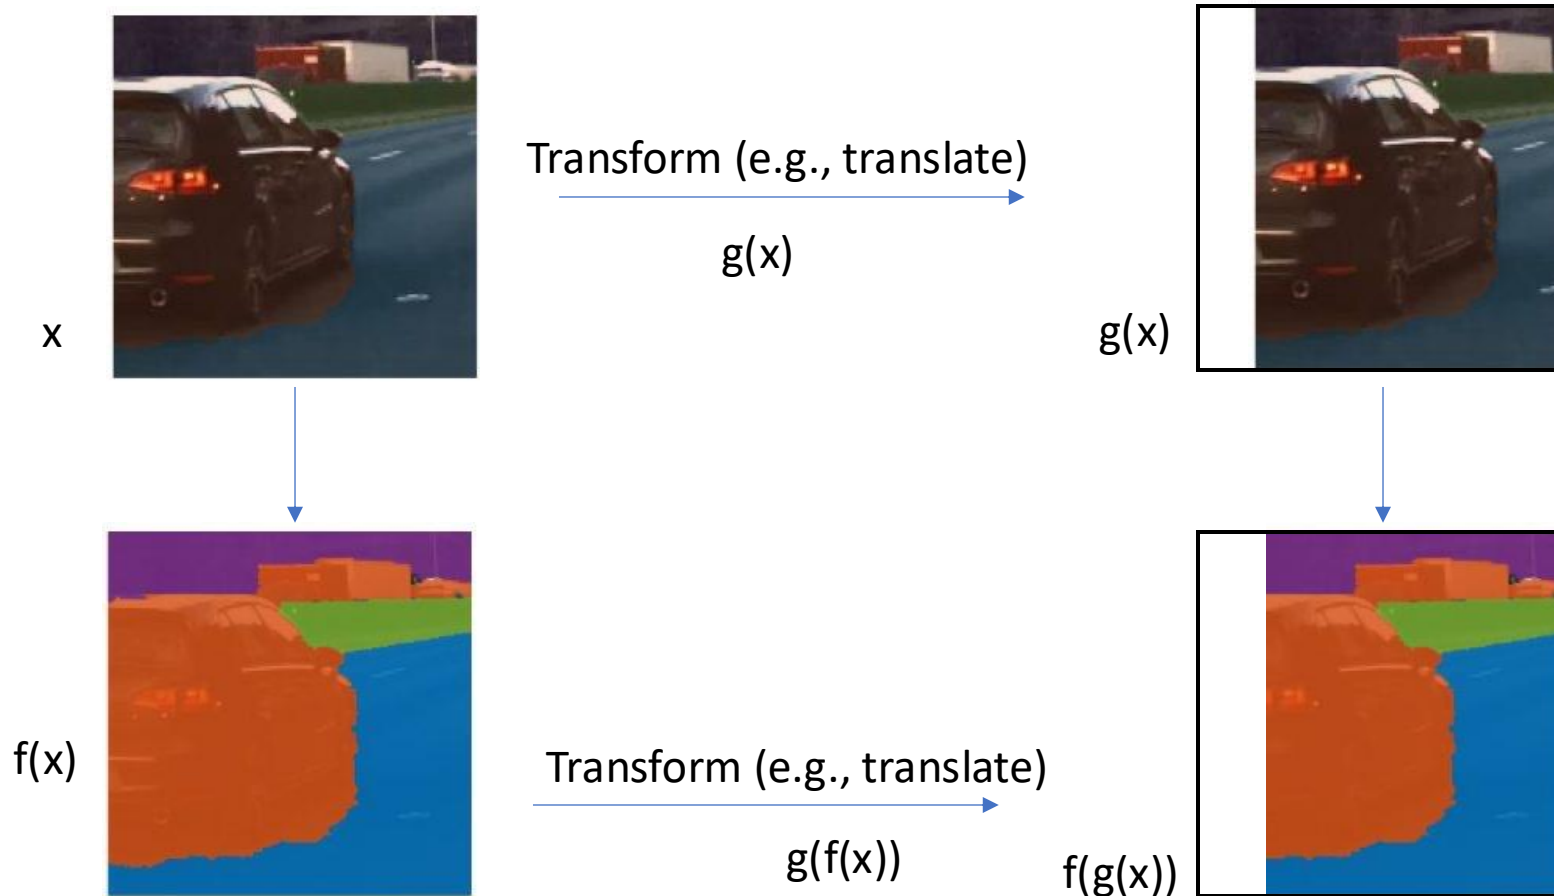 Transform (e.g., translate)
g(x)
x
g(x)
f(x)
Transform (e.g., translate)
g(f(x))
f(g(x))